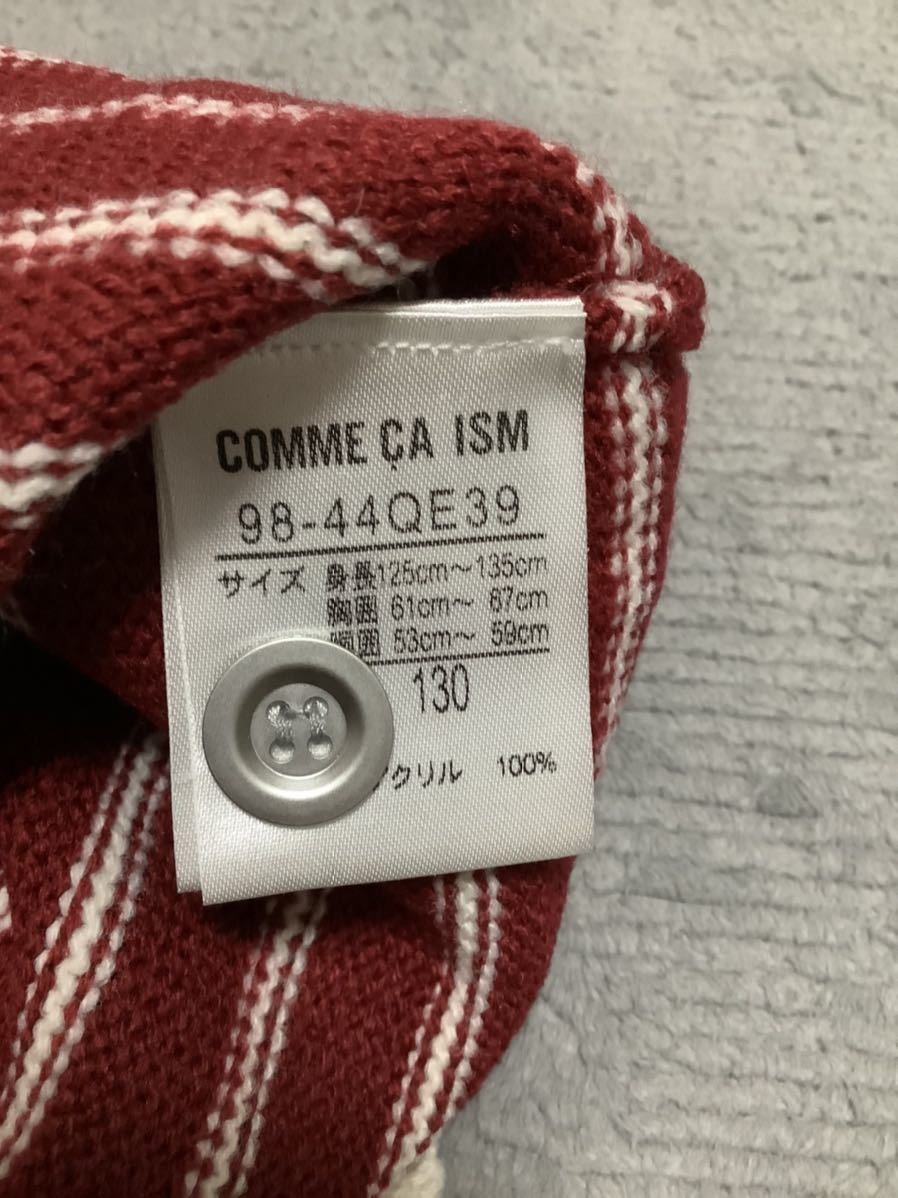 COMME ÇA ISM
98-44QE39
サイズ 身長125cm～135cm
胸囲 61cm～ 67cm
胴囲 53cm～ 59cm
130
クリル 100%